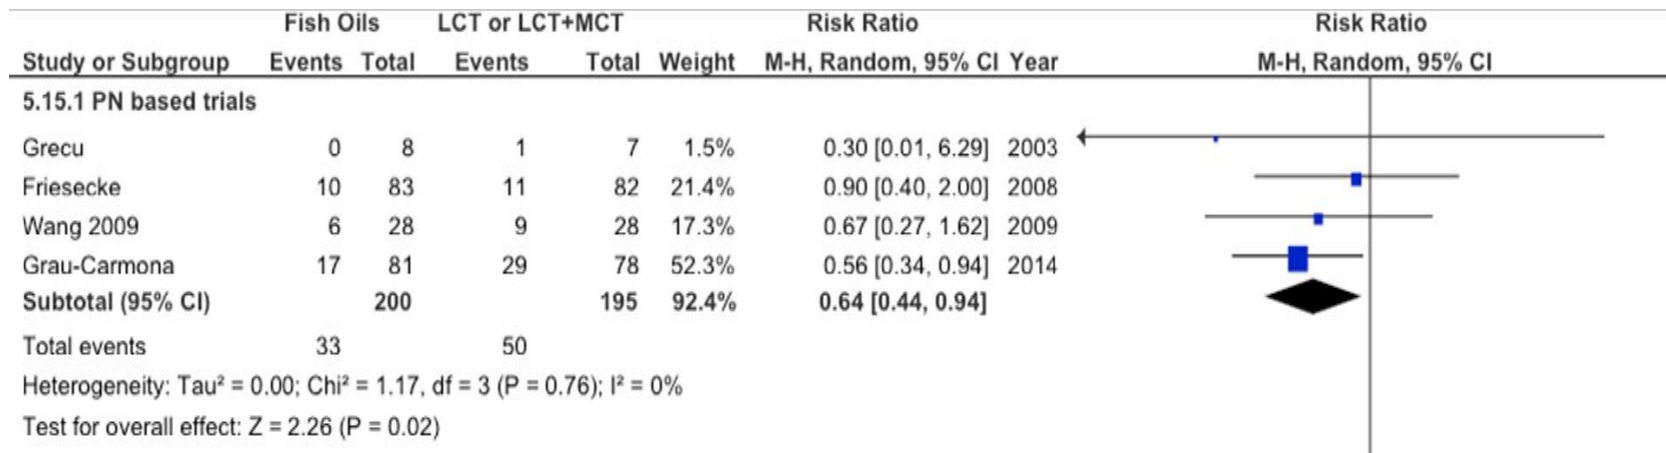 Fish Oils LCT or LCT+MCT Risk Ratio Risk Ratio
Study or Subgroup Events Total Events Total Weight M-H, Random, 95% CI Year M-H, Random, 95% CI
5.15.1 PN based trials
Grecu 0 8 1 7 1.5% 0.30 [0.01, 6.29] 2003
Friesecke 10 83 11 82 21.4% 0.90 [0.40, 2.00] 2008
Wang 2009 6 28 9 28 17.3% 0.67 [0.27, 1.62] 2009
Grau-Carmona 17 81 29 78 52.3% 0.56 [0.34, 0.94] 2014
Subtotal (95% CI) 200 195 92.4% 0.64 [0.44, 0.94]
Total events 33 50
Heterogeneity: Tau² = 0.00; Chi² = 1.17, df = 3 (P = 0.76); I² = 0%
Test for overall effect: Z = 2.26 (P = 0.02)